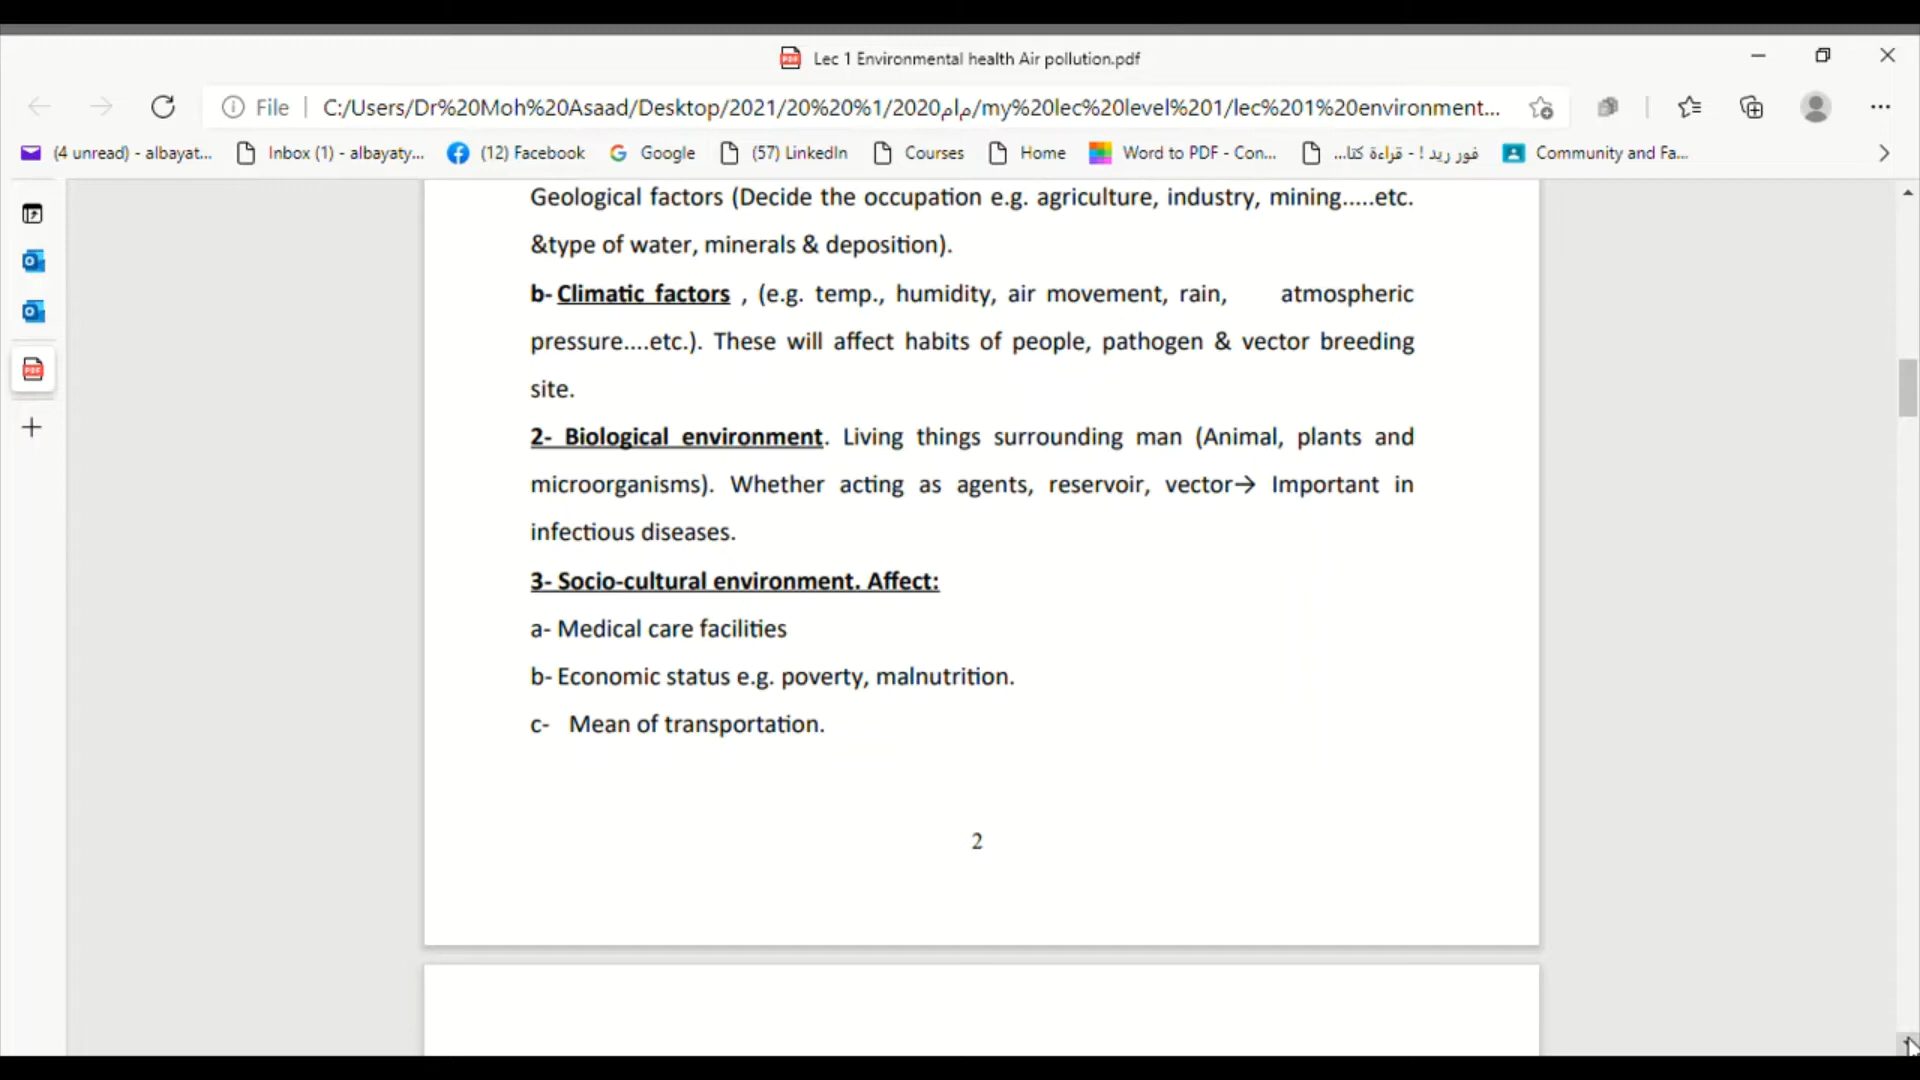 Lec 1 Environmental health Air pollution.pdf
File | C:/Users/Dr%20Moh%20Asaad/Desktop/2021/20%20%1/2020مام/my%20lec%20level%201/lec%201%20environment...
(4 unread) - albayat... Inbox (1) - albayaty... (12) Facebook Google (57) LinkedIn Courses Home Word to PDF - Con... فور ريد ! - قراءة كتا... Community and Fa...
Geological factors (Decide the occupation e.g. agriculture, industry, mining.....etc.
&type of water, minerals & deposition).
b- Climatic factors , (e.g. temp., humidity, air movement, rain, atmospheric
pressure....etc.). These will affect habits of people, pathogen & vector breeding
site.
2- Biological environment. Living things surrounding man (Animal, plants and
microorganisms). Whether acting as agents, reservoir, vector→ Important in
infectious diseases.
3- Socio-cultural environment. Affect:
a- Medical care facilities
b- Economic status e.g. poverty, malnutrition.
c- Mean of transportation.
2